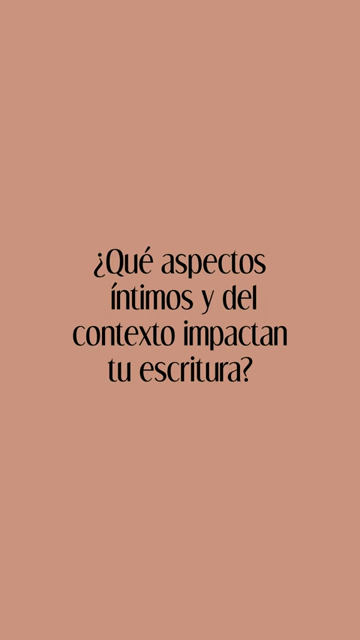 ¿Qué aspectos
íntimos y del
contexto impactan
tu escritura?